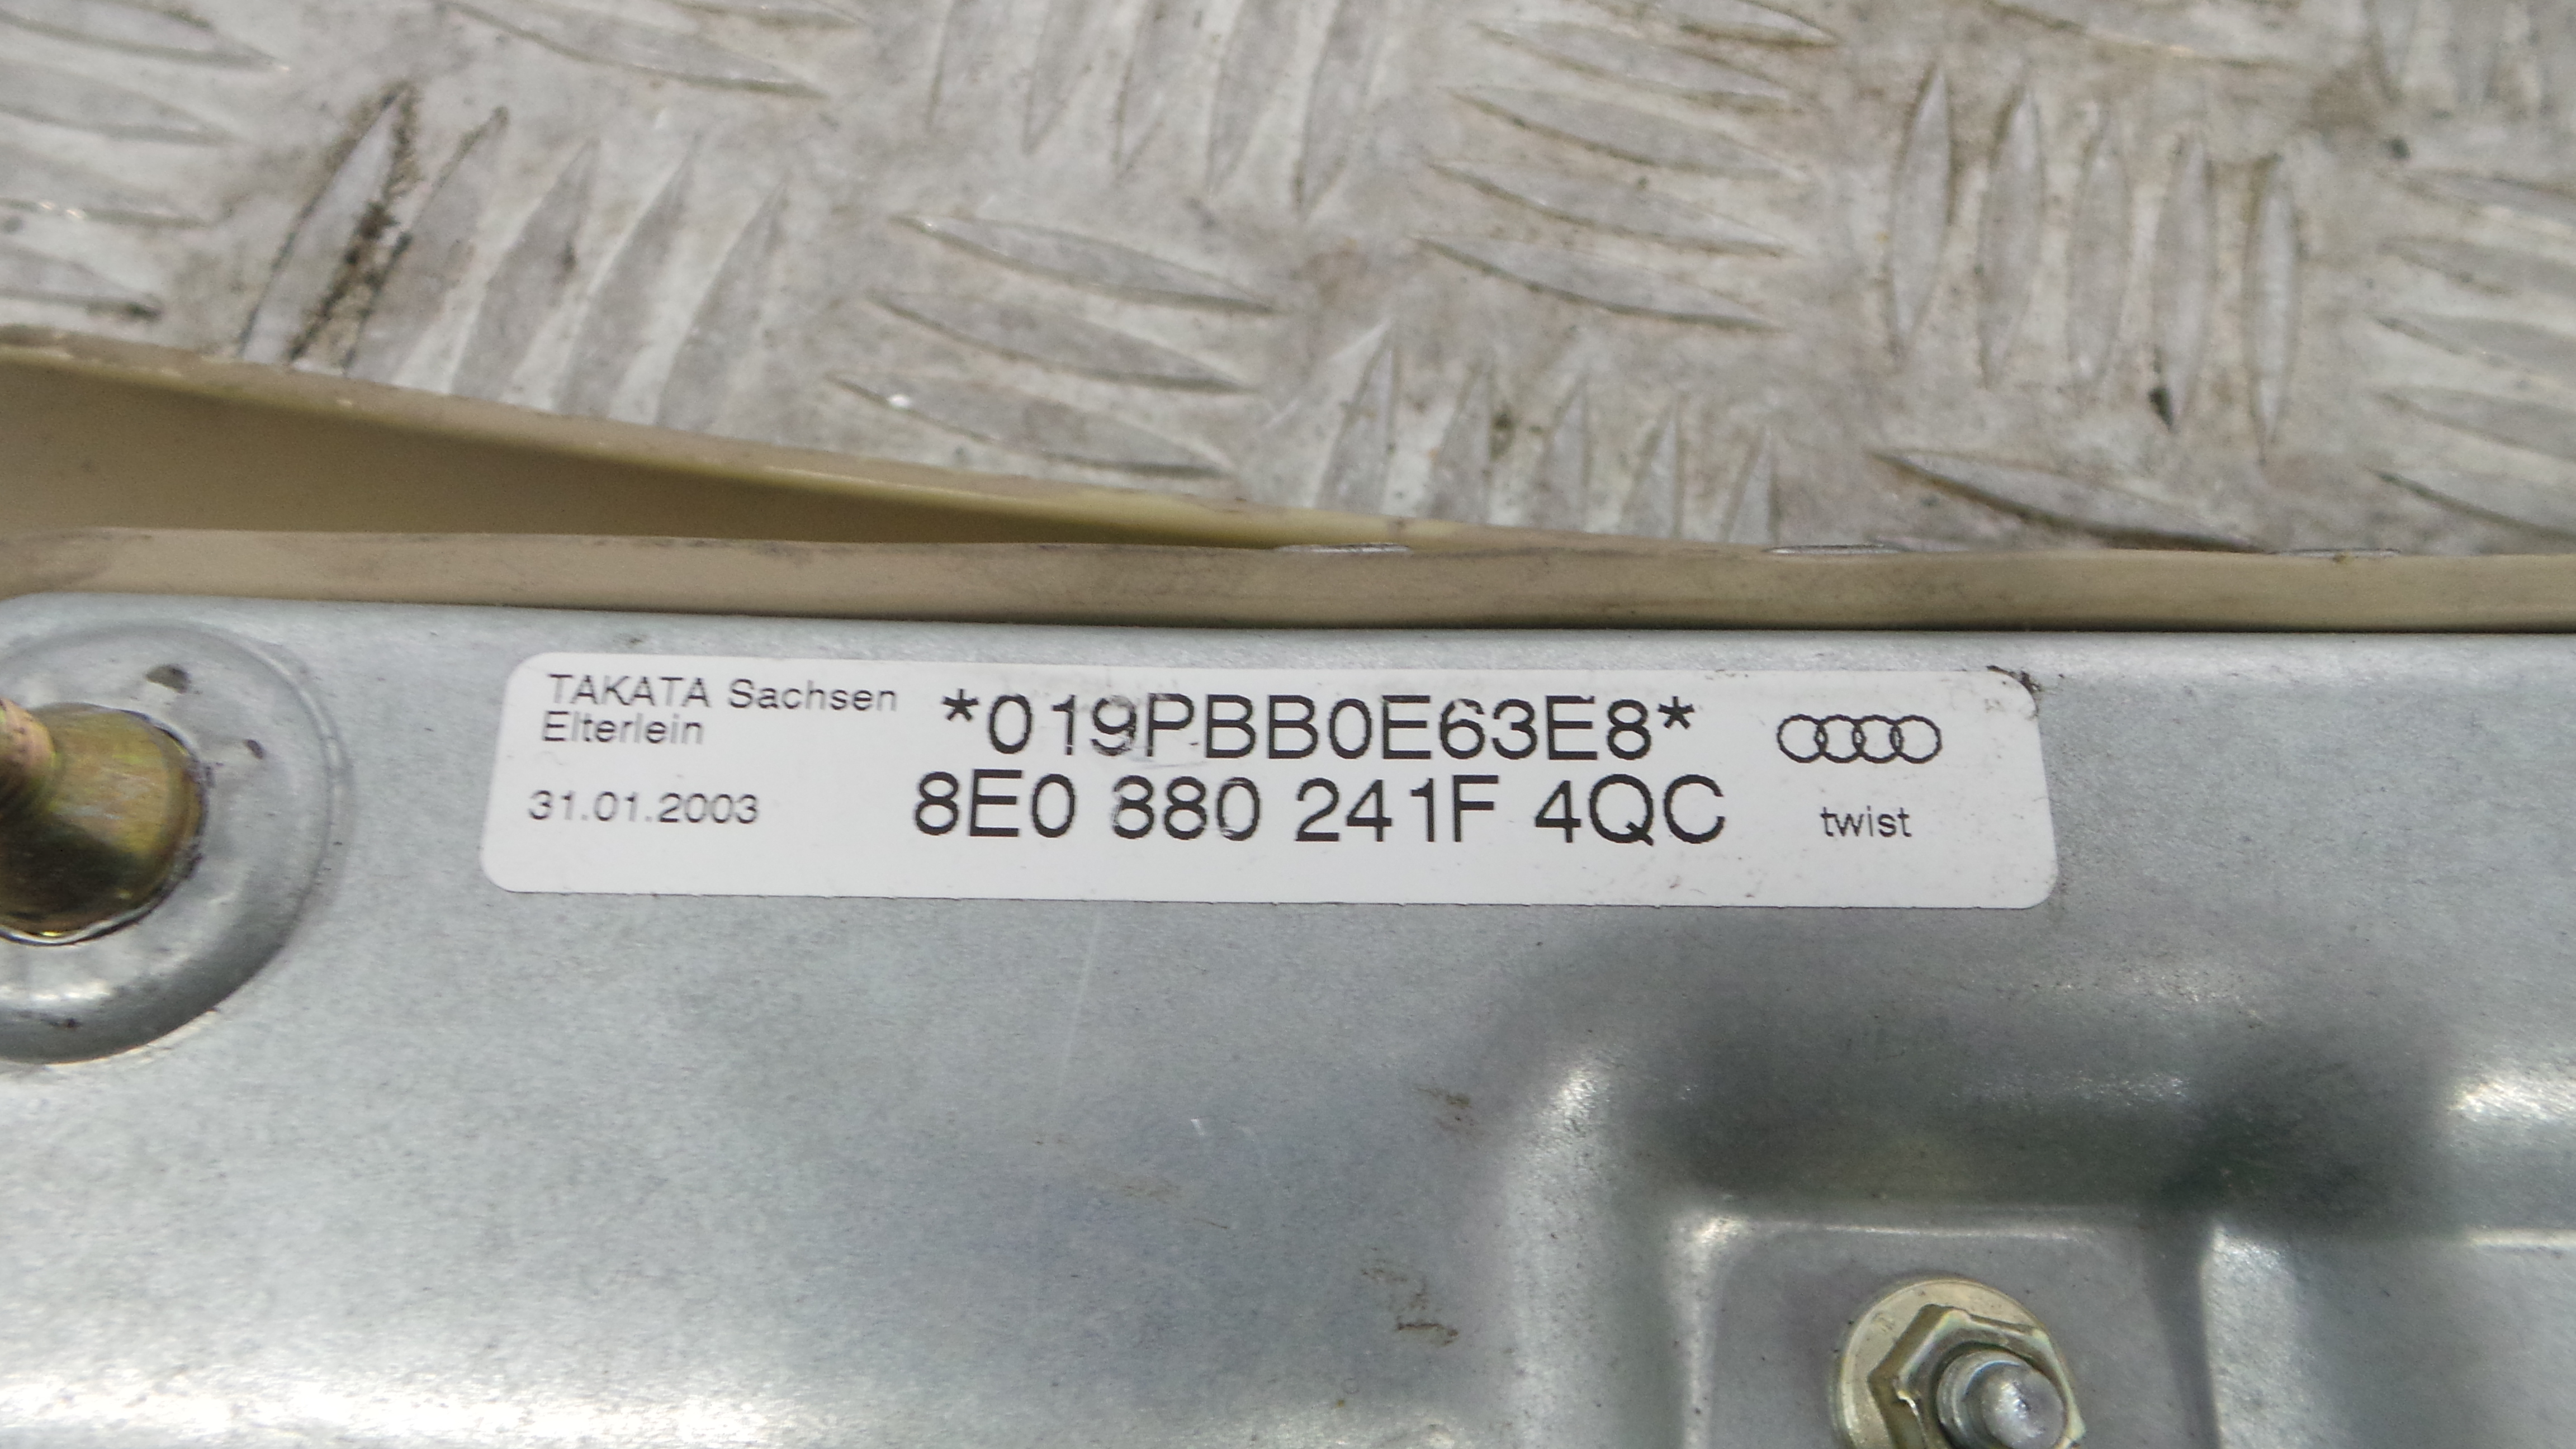 TAKATA Sachsen
Elterlein
31.01.2003
*019PBB0E63E8*
8E0 880 241F 4QC
twist